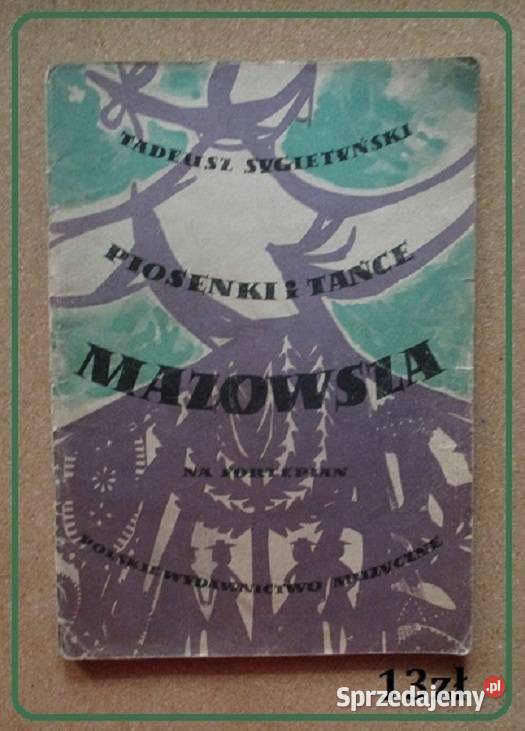 TADEUSZ SYGIETYŃSKI
PIOSENKI i TAŃCE
MAZOWSZA
NA FORTEPIAN
POLSKIE WYDAWNICTWO MUZYCZNE
13zł
Sprzedajemy.pl